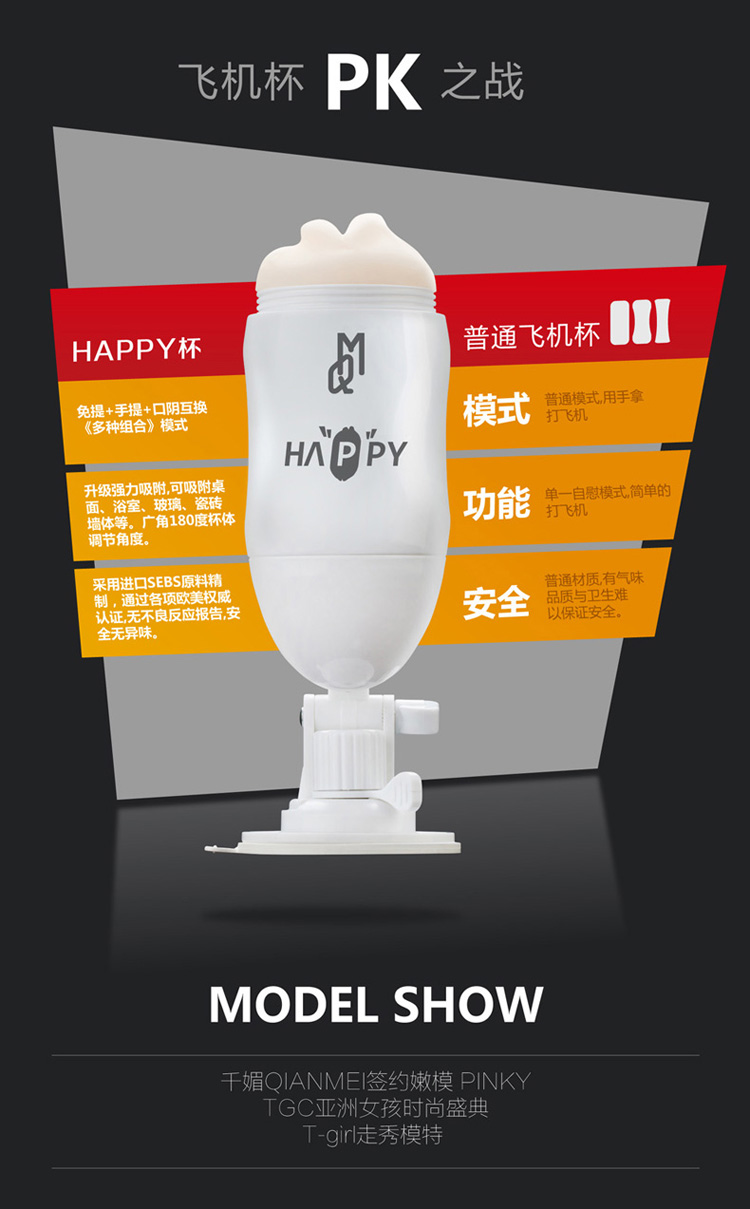 飞机杯 PK 之战
HAPPY杯
普通飞机杯
免提+手提+口阴互换
《多种组合》模式
模式
普通模式,用手拿
打飞机
升级强力吸附,可吸附桌
面、浴室、玻璃、瓷砖
墙体等。广角180度杯体
调节角度。
功能
单一自慰模式,简单的
打飞机
采用进口SEBS原料精
制，通过各项欧美权威
认证,无不良反应报告,安
全无异味。
安全
普通材质,有气味
品质与卫生难
以保证安全。
QM
HAPPY
MODEL SHOW
千媚QIANMEI签约嫩模 PINKY
TGC亚洲女孩时尚盛典
T-girl走秀模特